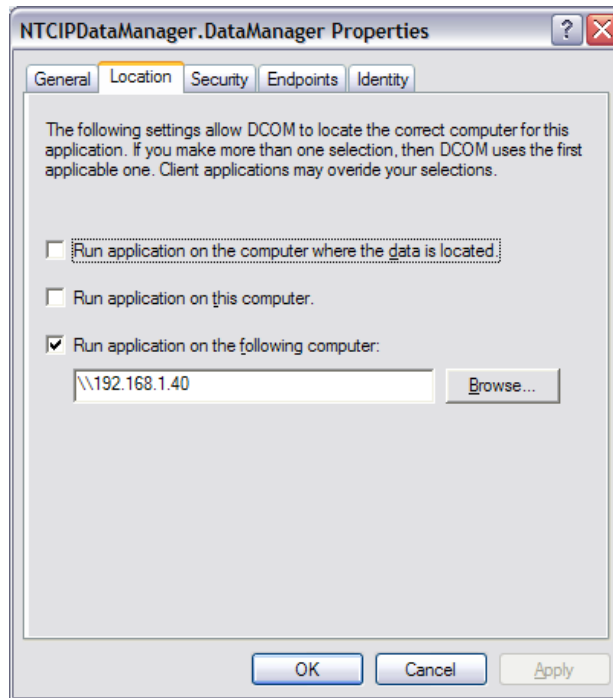 NTCIPDataManager.DataManager Properties
General Location Security Endpoints Identity
The following settings allow DCOM to locate the correct computer for this
application. If you make more than one selection, then DCOM uses the first
applicable one. Client applications may overide your selections.
Run application on the computer where the data is located.
Run application on this computer.
Run application on the following computer:
\\192.168.1.40
Browse...
OK Cancel Apply